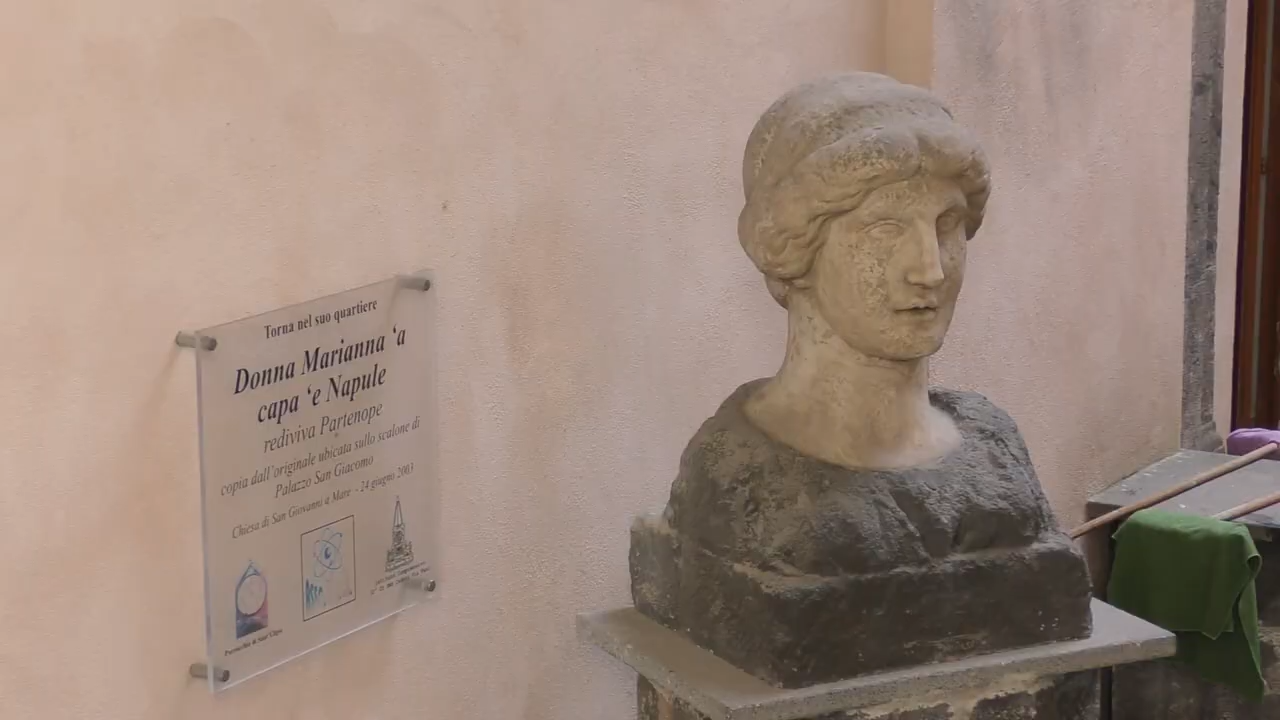 Torna nel suo quartiere
Donna Marianna ‘a
capa ‘e Napule
rediviva Partenope
copia dall'originale ubicata sullo scalone di
Palazzo San Giacomo
Chiesa di San Giovanni a Mare - 24 giugno 2003